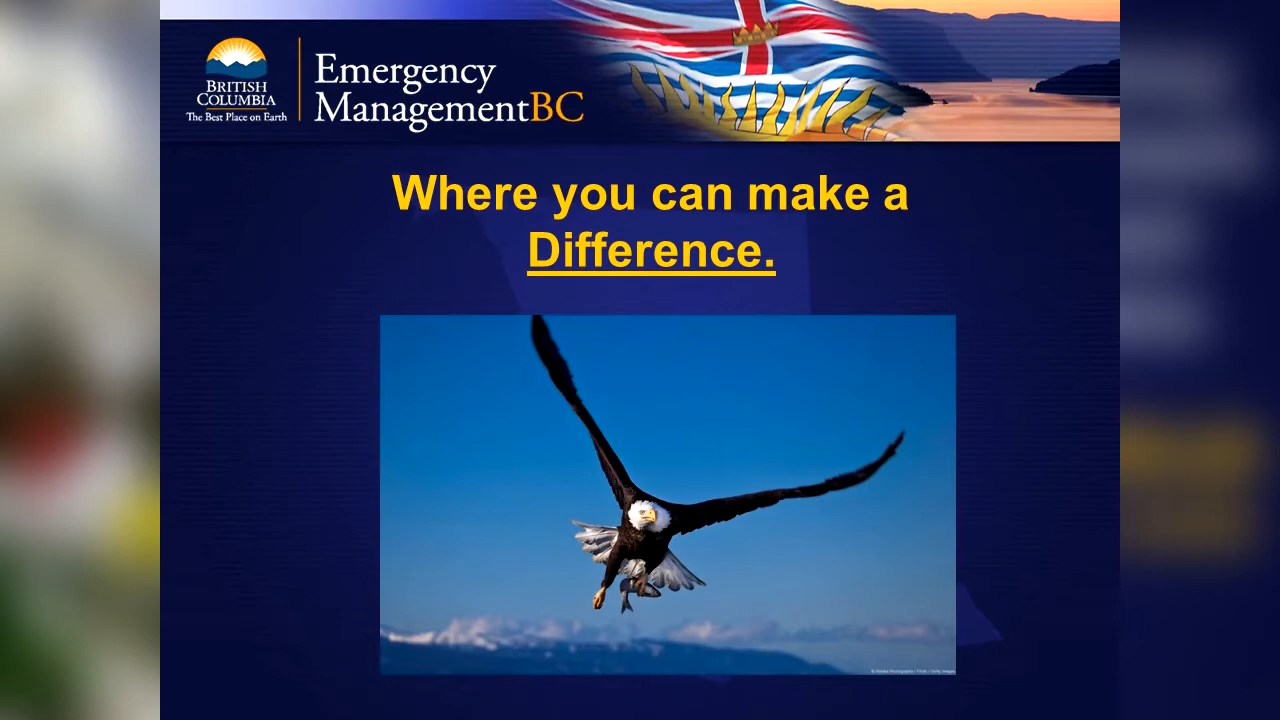 BRITISH
COLUMBIA
The Best Place on Earth
Emergency
ManagementBC
Where you can make a
Difference.